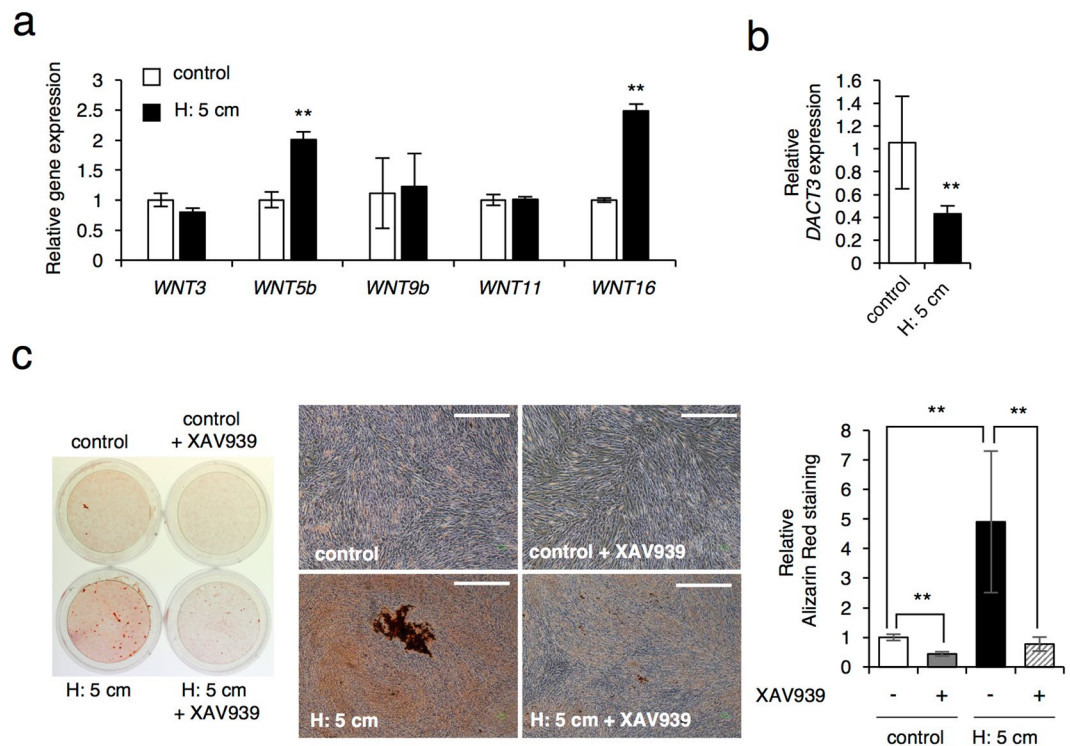 a
Relative gene expression
3
2.5
2
1.5
1
0.5
0
control
H: 5 cm
**
**
WNT3 WNT5b WNT9b WNT11 WNT16
b
Relative
DACT3 expression
1.6
1.4
1.2
1
0.8
0.6
0.4
0.2
0
**
control
H: 5 cm
c
control
control
+ XAV939
H: 5 cm
H: 5 cm
+ XAV939
control
control + XAV939
H: 5 cm
H: 5 cm + XAV939
Relative
Alizarin Red staining
8
7
6
5
4
3
2
1
0
**
**
**
XAV939 - + - +
control H: 5 cm